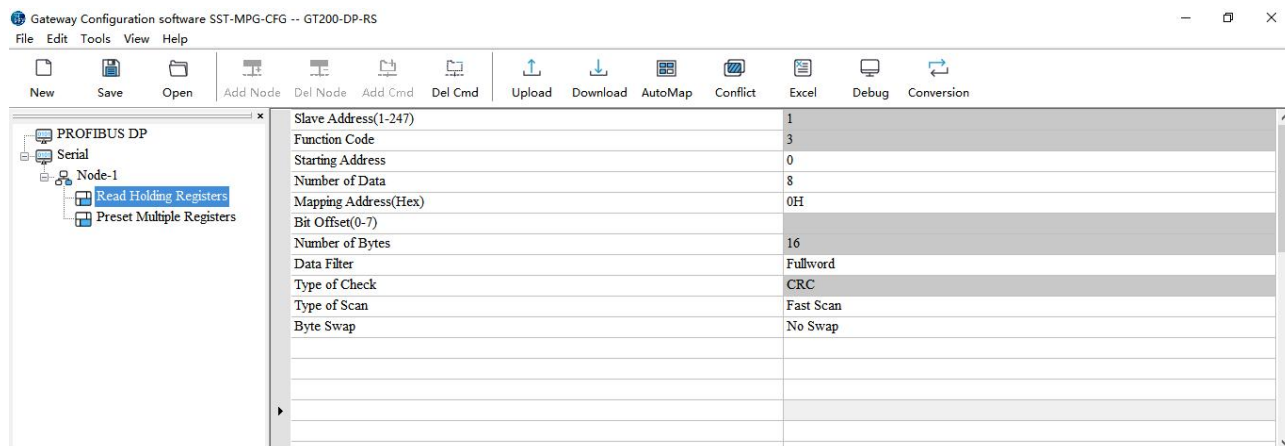 Gateway Configuration software SST-MPG-CFG -- GT200-DP-RS
File Edit Tools View Help
New Save Open Add Node Del Node Add Cmd Del Cmd Upload Download AutoMap Conflict Excel Debug Conversion
PROFIBUS DP
Serial
Node-1
Read Holding Registers
Preset Multiple Registers
Slave Address(1-247) 1
Function Code 3
Starting Address 0
Number of Data 8
Mapping Address(Hex) 0H
Bit Offset(0-7)
Number of Bytes 16
Data Filter Fullword
Type of Check CRC
Type of Scan Fast Scan
Byte Swap No Swap